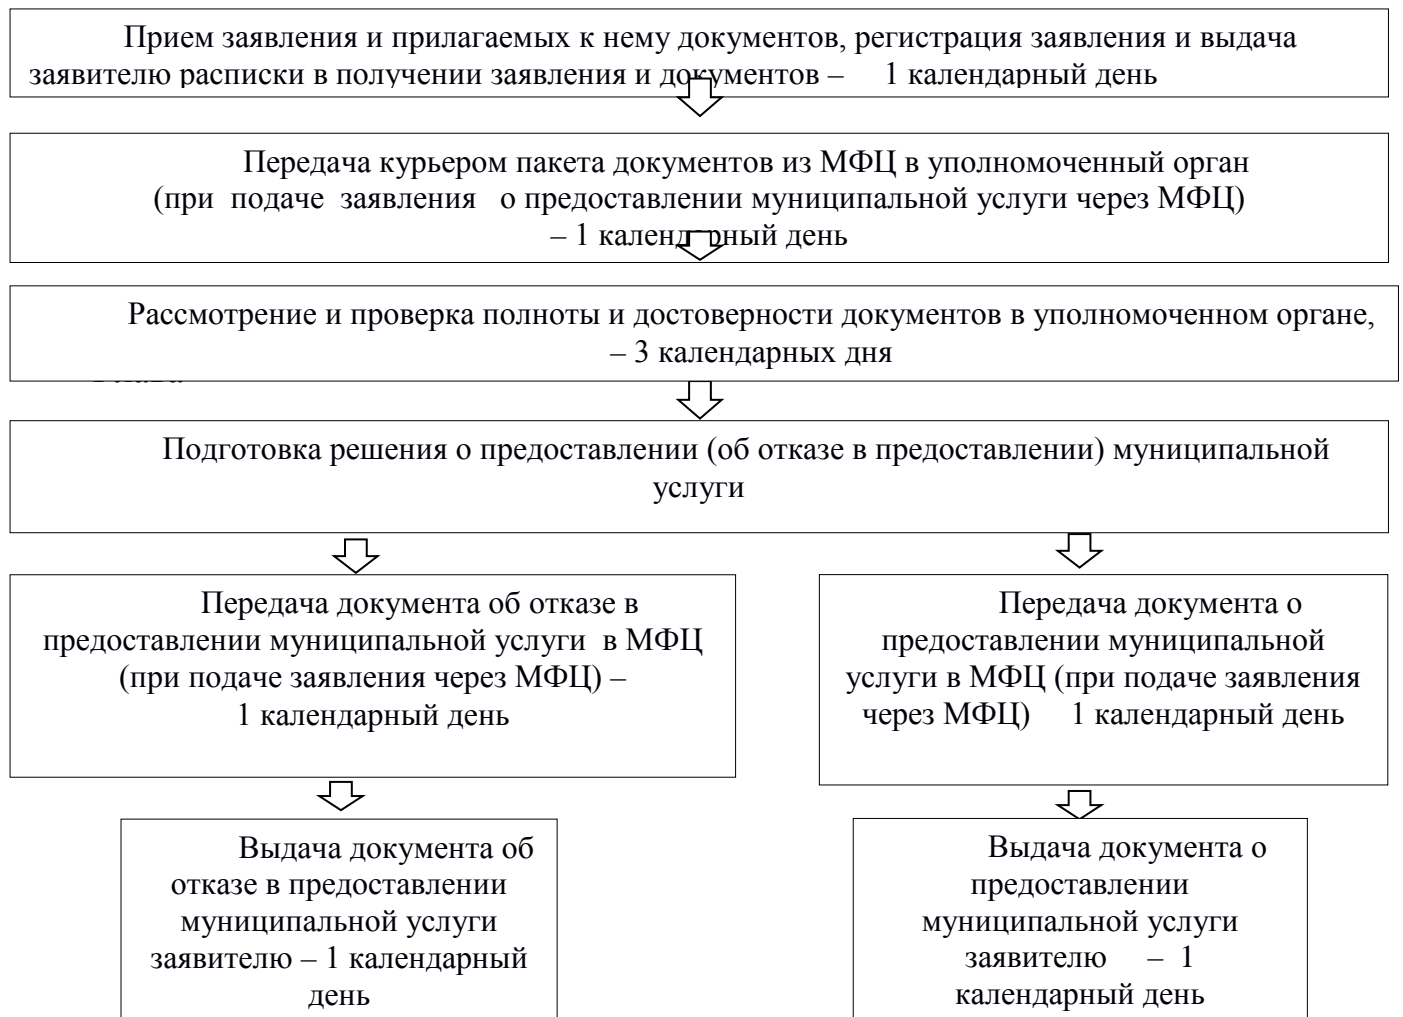 Прием заявления и прилагаемых к нему документов, регистрация заявления и выдача
заявителю расписки в получении заявления и документов – 1 календарный день
Передача курьером пакета документов из МФЦ в уполномоченный орган
(при подаче заявления о предоставлении муниципальной услуги через МФЦ)
– 1 календарный день
Рассмотрение и проверка полноты и достоверности документов в уполномоченном органе,
– 3 календарных дня
Подготовка решения о предоставлении (об отказе в предоставлении) муниципальной
услуги
Передача документа об отказе в
предоставлении муниципальной услуги в МФЦ
(при подаче заявления через МФЦ) –
1 календарный день
Передача документа о
предоставлении муниципальной
услуги в МФЦ (при подаче заявления
через МФЦ) 1 календарный день
Выдача документа об
отказе в предоставлении
муниципальной услуги
заявителю – 1 календарный
день
Выдача документа о
предоставлении
муниципальной услуги
заявителю – 1
календарный день